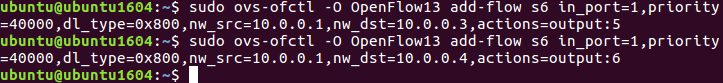 ubuntu@ubuntu1604:~$ sudo ovs-ofctl -O OpenFlow13 add-flow s6 in_port=1,priority
=40000,dl_type=0x800,nw_src=10.0.0.1,nw_dst=10.0.0.3,actions=output:5
ubuntu@ubuntu1604:~$ sudo ovs-ofctl -O OpenFlow13 add-flow s6 in_port=1,priority
=40000,dl_type=0x800,nw_src=10.0.0.1,nw_dst=10.0.0.4,actions=output:6
ubuntu@ubuntu1604:~$